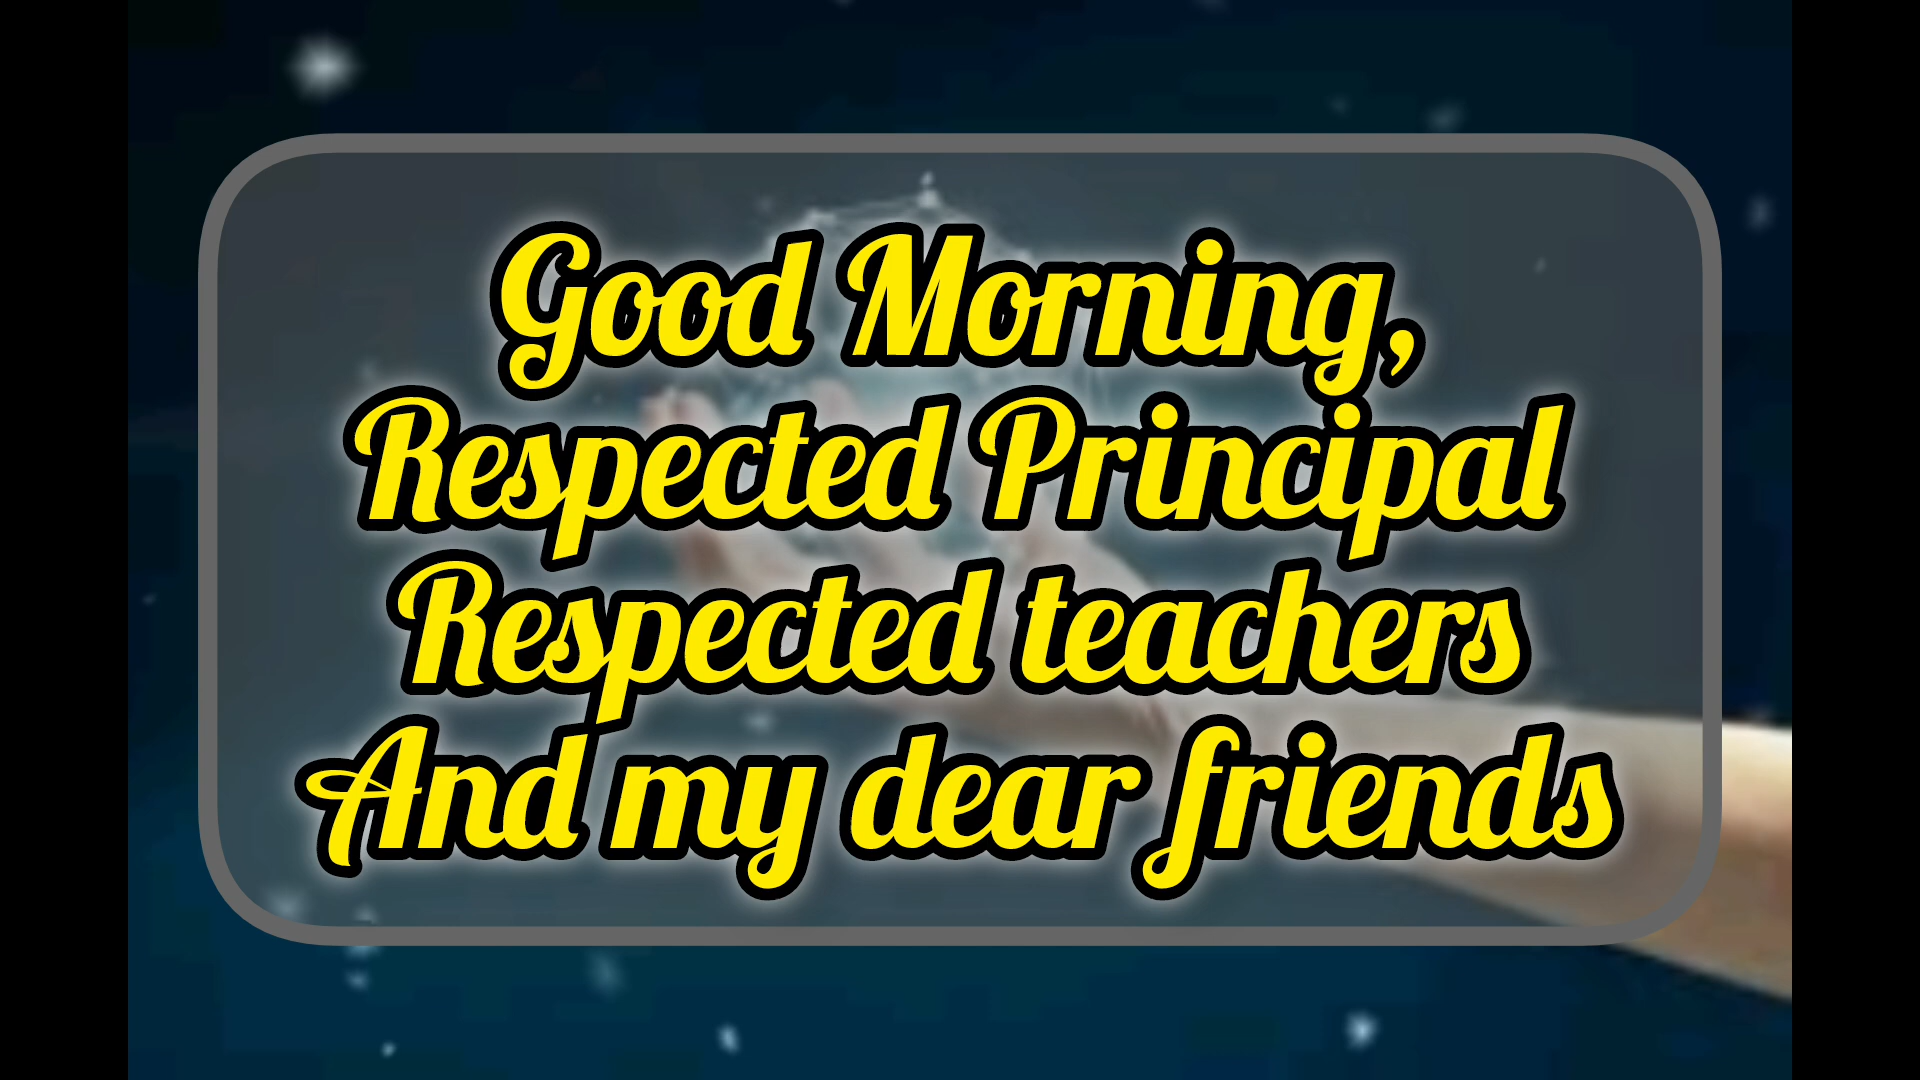 Good Morning,
Respected Principal
Respected teachers
And my dear friends